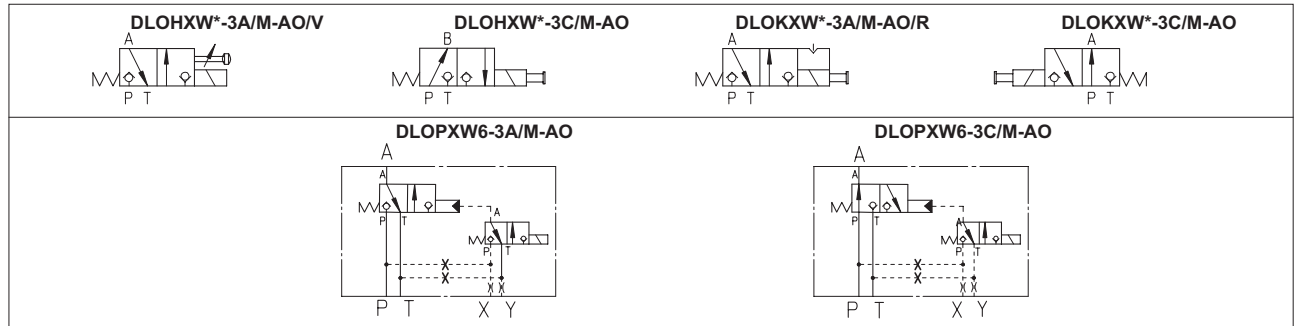 DLOHXW*-3A/M-AO/V DLOHXW*-3C/M-AO DLOKXW*-3A/M-AO/R DLOKXW*-3C/M-AO
A B A A
P T P T P T P T
DLOPXW6-3A/M-AO DLOPXW6-3C/M-AO
A A
A A
P T A P T A
P T P T
X X
X X
X X X X
P T X Y P T X Y